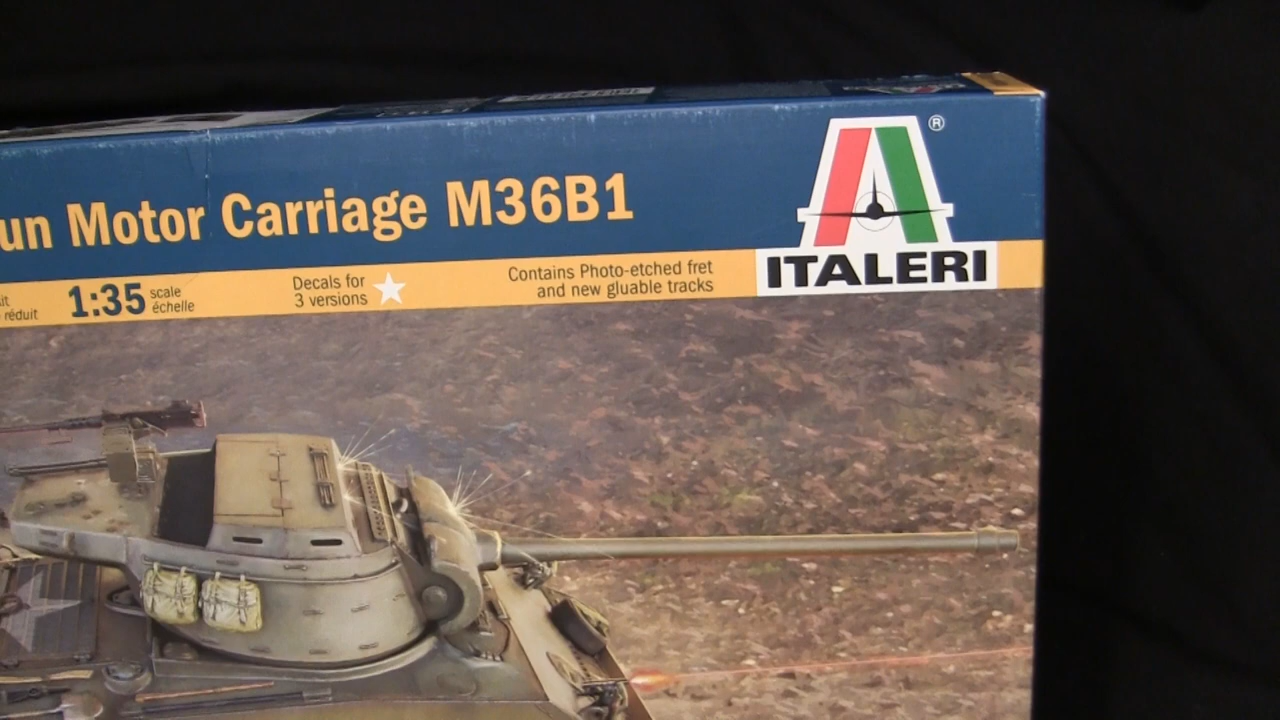 un Motor Carriage M36B1
®
it
réduit
1:35 scale
échelle
Decals for
3 versions
Contains Photo-etched fret
and new gluable tracks
ITALERI